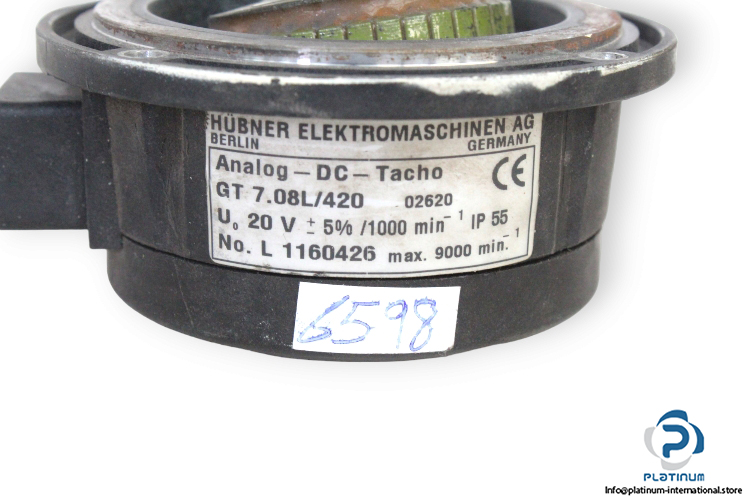 HÜBNER ELEKTROMASCHINEN AG
BERLIN GERMANY
Analog – DC – Tacho CE
GT 7.08L/420 02620
U₀ 20 V ± 5% /1000 min⁻¹ IP 55
No. L 1160426 max. 9000 min.⁻¹
6598
PLATINUM
Info@platinum-international.store